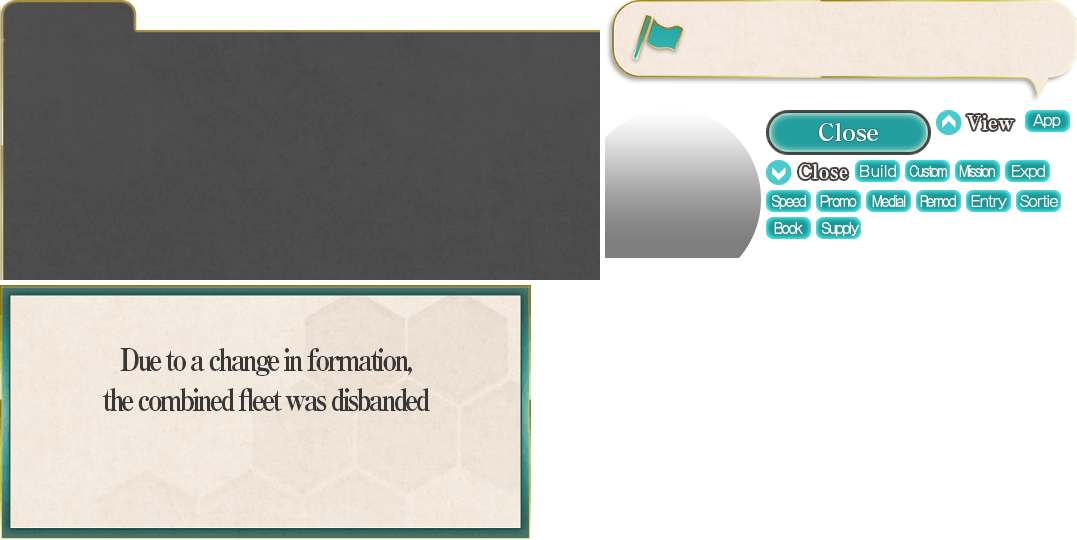 Close
View
App
Close
Build
Custom
Mission
Expd
Speed
Promo
Medial
Remod
Entry
Sortie
Book
Supply
Due to a change in formation,
the combined fleet was disbanded